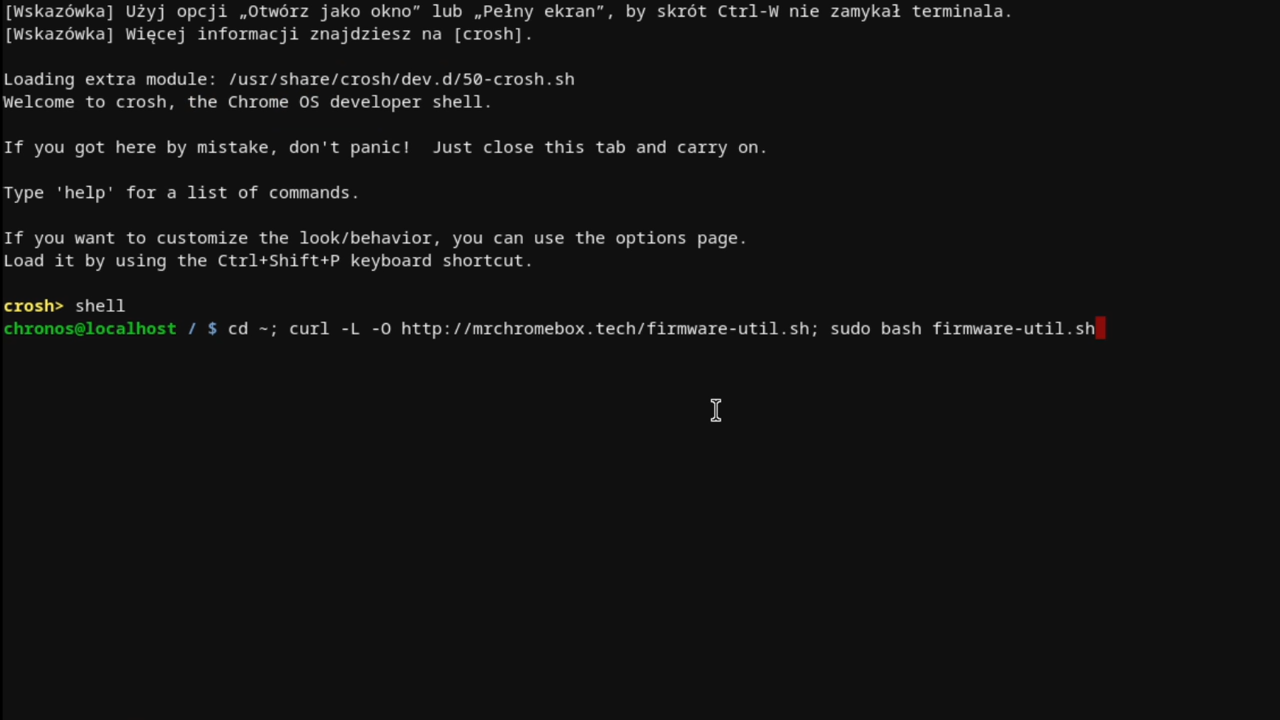 [Wskazówka] Użyj opcji „Otwórz jako okno” lub „Pełny ekran”, by skrót Ctrl-W nie zamykał terminala.
[Wskazówka] Więcej informacji znajdziesz na [crosh].
Loading extra module: /usr/share/crosh/dev.d/50-crosh.sh
Welcome to crosh, the Chrome OS developer shell.
If you got here by mistake, don't panic!  Just close this tab and carry on.
Type 'help' for a list of commands.
If you want to customize the look/behavior, you can use the options page.
Load it by using the Ctrl+Shift+P keyboard shortcut.
crosh> shell
chronos@localhost / $ cd ~; curl -L -O http://mrchromebox.tech/firmware-util.sh; sudo bash firmware-util.sh